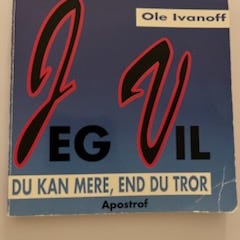 Ole Ivanoff
JEG VIL
DU KAN MERE, END DU TROR
Apostrof